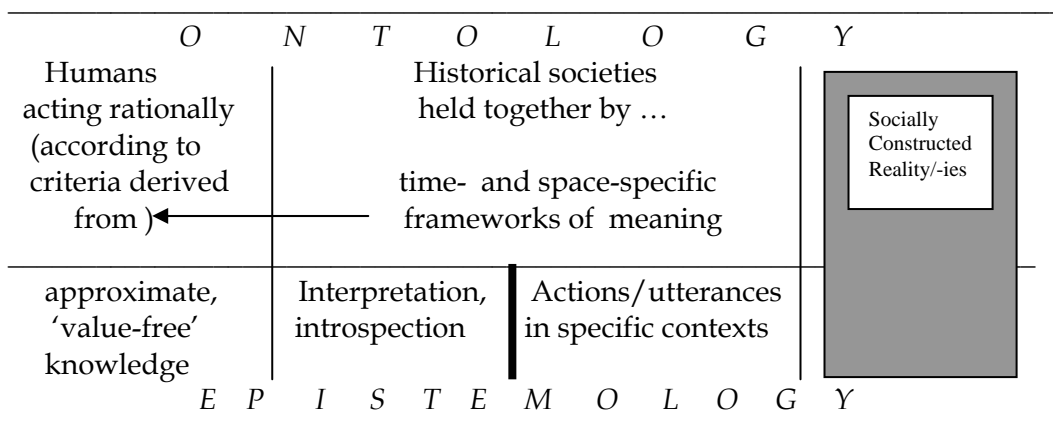 O N T O L O G Y
Humans
acting rationally
(according to
criteria derived
from )
Historical societies
held together by …
time- and space-specific
frameworks of meaning
Socially
Constructed
Reality/-ies
approximate,
‘value-free’
knowledge
Interpretation,
introspection
Actions/utterances
in specific contexts
E P I S T E M O L O G Y